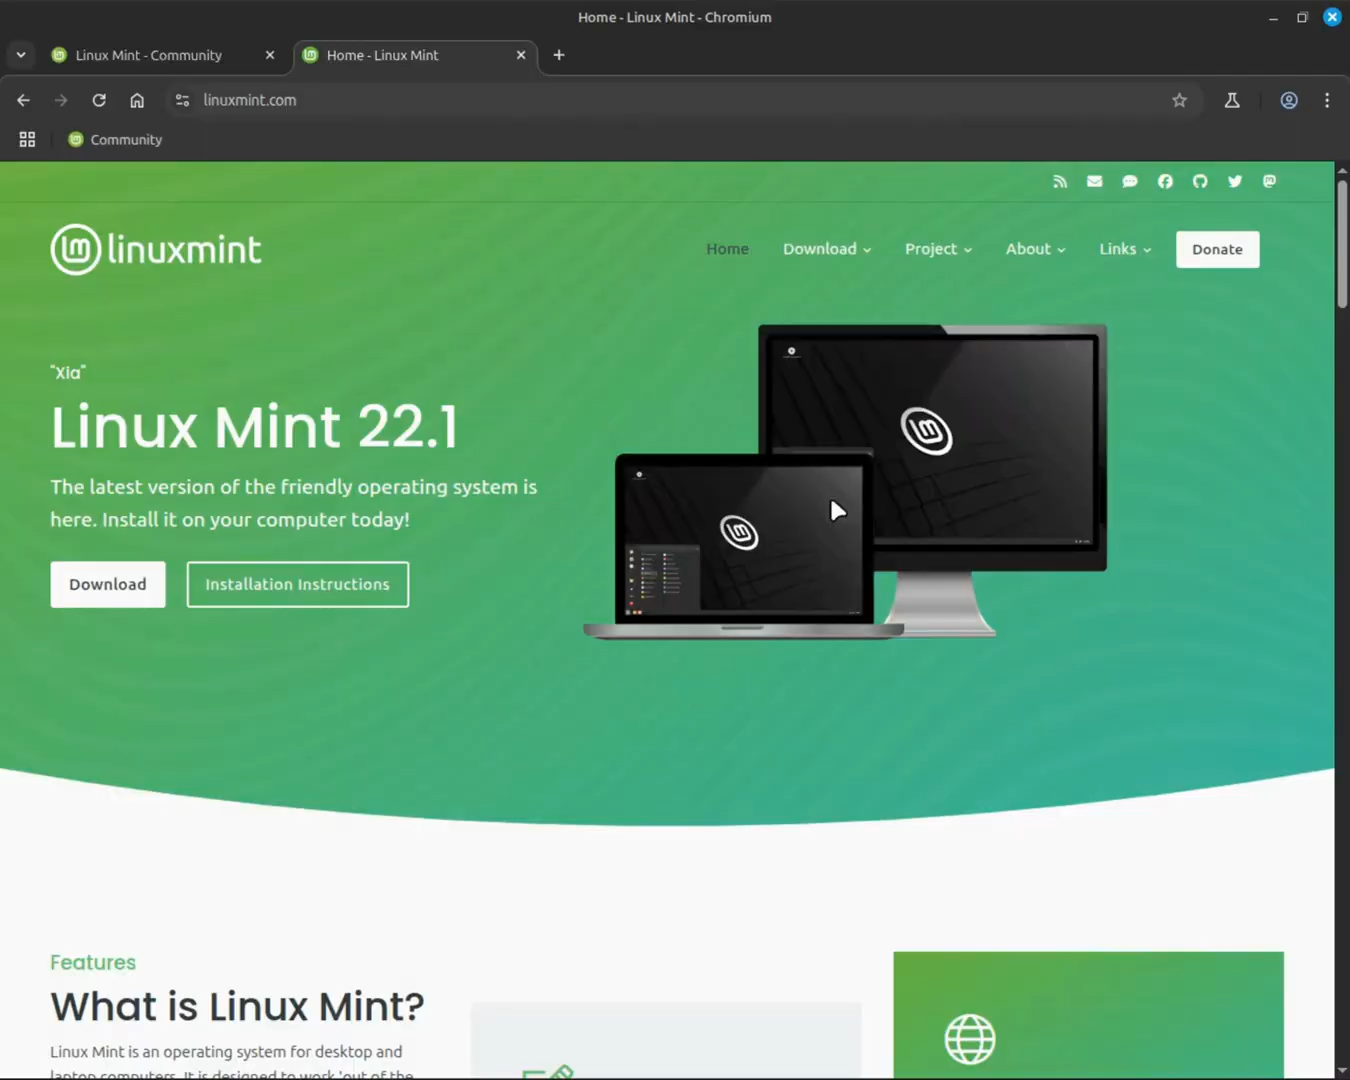 Home - Linux Mint - Chromium
Linux Mint - Community
Home - Linux Mint
linuxmint.com
Community
linuxmint
Home
Download
Project
About
Links
Donate
"Xia"
Linux Mint 22.1
The latest version of the friendly operating system is
here. Install it on your computer today!
Download
Installation Instructions
Features
What is Linux Mint?
Linux Mint is an operating system for desktop and
laptop computers. It is designed to work 'out of the